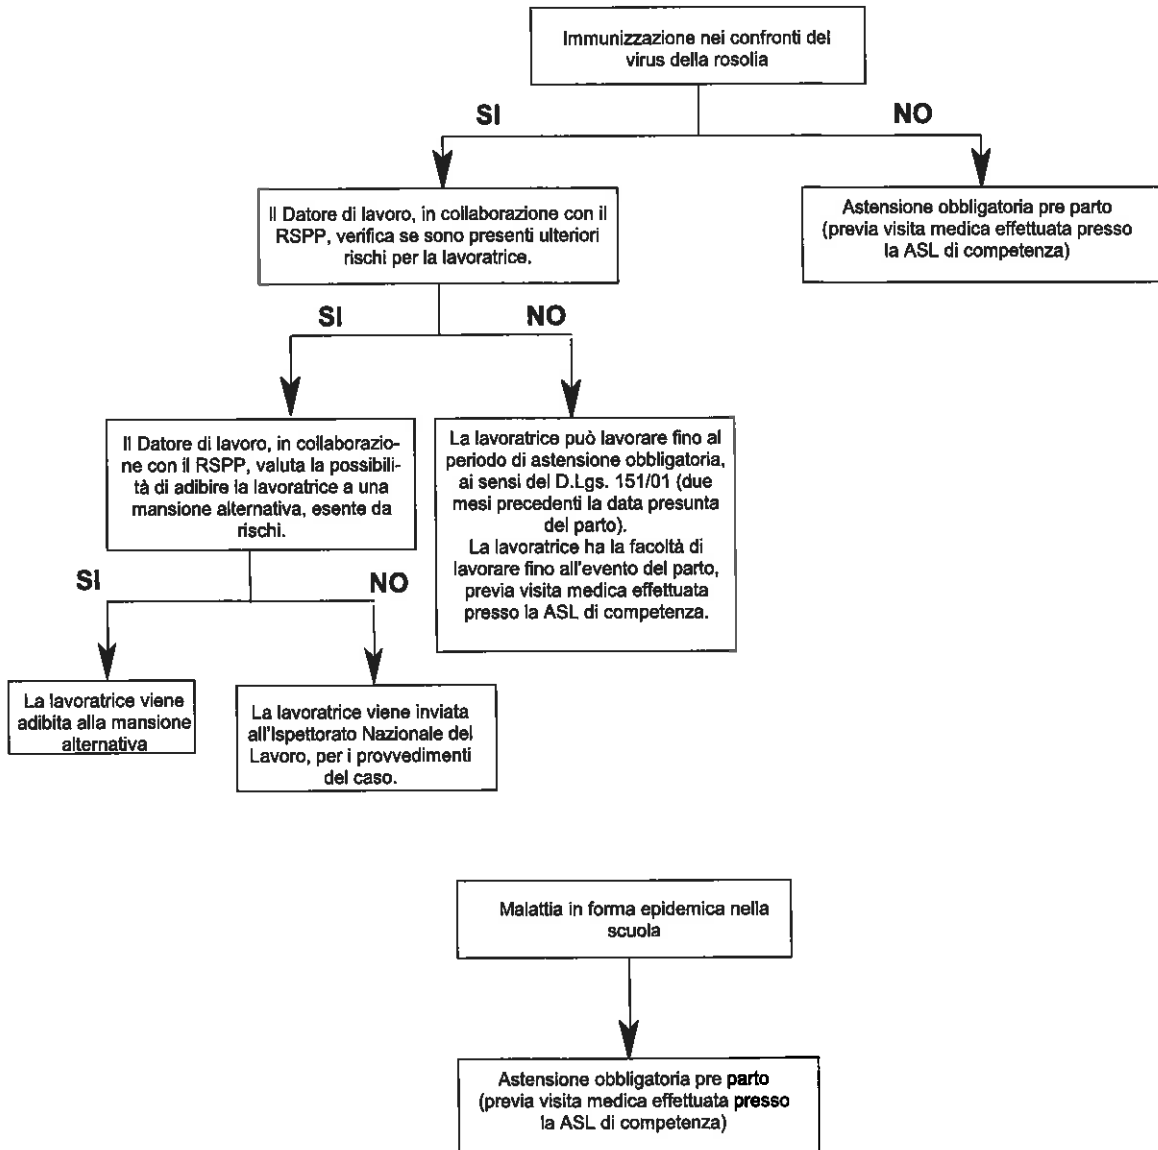 Immunizzazione nei confronti del
virus della rosolia
SI
NO
Il Datore di lavoro, in collaborazione con il
RSPP, verifica se sono presenti ulteriori
rischi per la lavoratrice.
Astensione obbligatoria pre parto
(previa visita medica effettuata presso
la ASL di competenza)
SI
NO
Il Datore di lavoro, in collaborazio-
ne con il RSPP, valuta la possibili-
tà di adibire la lavoratrice a una
mansione alternativa, esente da
rischi.
La lavoratrice può lavorare fino al
periodo di astensione obbligatoria,
ai sensi del D.Lgs. 151/01 (due
mesi precedenti la data presunta
del parto).
La lavoratrice ha la facoltà di
lavorare fino all'evento del parto,
previa visita medica effettuata
presso la ASL di competenza.
SI
NO
La lavoratrice viene
adibita alla mansione
alternativa
La lavoratrice viene inviata
all'Ispettorato Nazionale del
Lavoro, per i provvedimenti
del caso.
Malattia in forma epidemica nella
scuola
Astensione obbligatoria pre parto
(previa visita medica effettuata presso
la ASL di competenza)